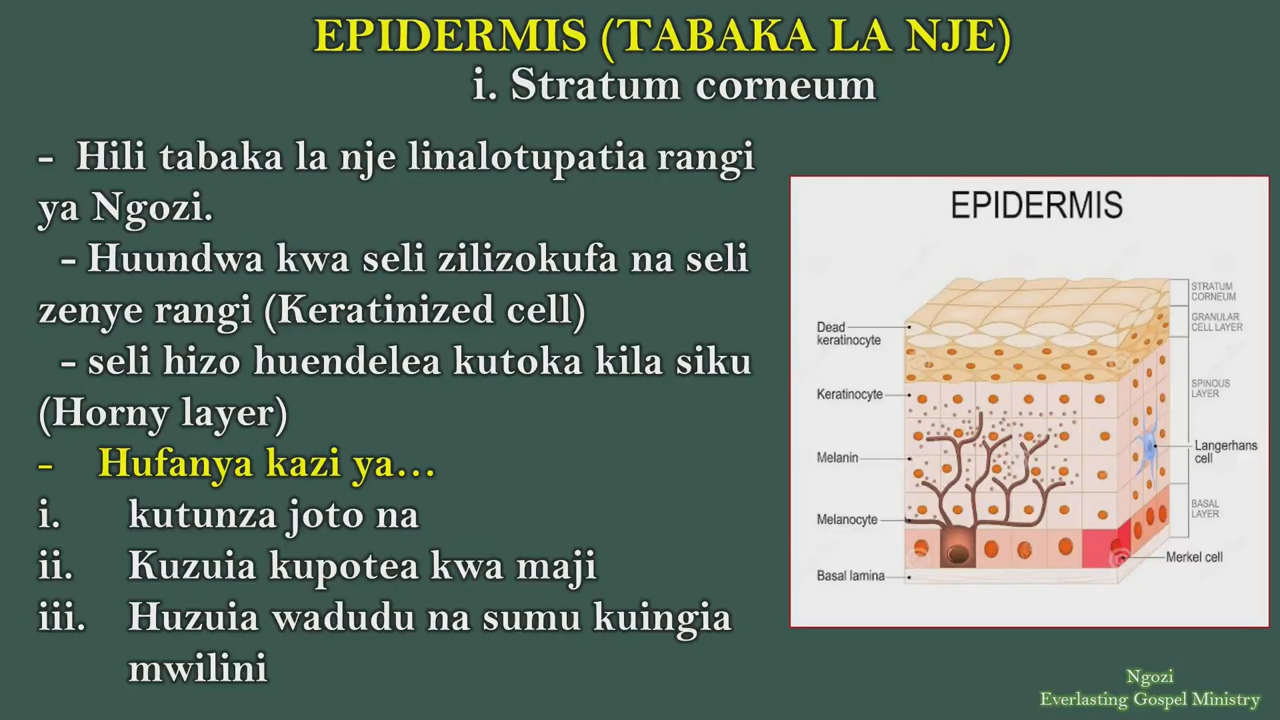 EPIDERMIS (TABAKA LA NJE)
i. Stratum corneum
- Hili tabaka la nje linalotupatia rangi
ya Ngozi.
- Huundwa kwa seli zilizokufa na seli
zenye rangi (Keratinized cell)
- seli hizo huendelea kutoka kila siku
(Horny layer)
- Hufanya kazi ya...
i. kutunza joto na
ii. Kuzuia kupotea kwa maji
iii. Huzuia wadudu na sumu kuingia
mwilini
EPIDERMIS
Dead
keratinocyte
Keratinocyte
Melanin
Melanocyte
Basal lamina
STRATUM
CORNEUM
GRANULAR
CELL LAYER
SPINOUS
LAYER
Langerhans
cell
BASAL
LAYER
Merkel cell
Ngozi
Everlasting Gospel Ministry